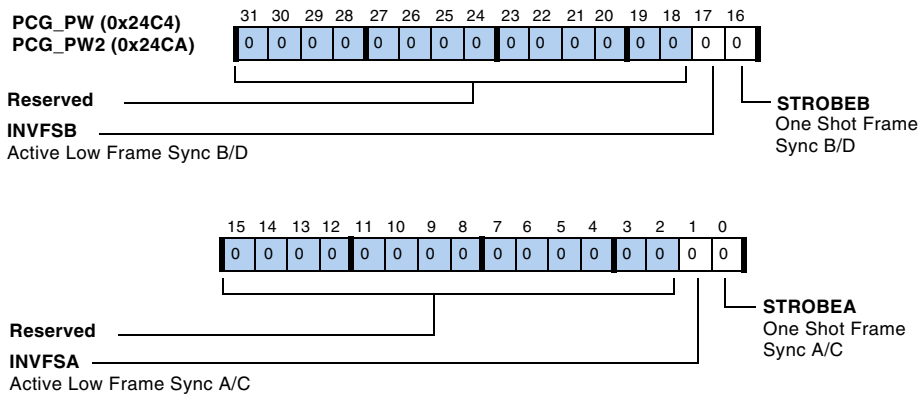 PCG_PW (0x24C4)
PCG_PW2 (0x24CA)
31 30 29 28 27 26 25 24 23 22 21 20 19 18 17 16
0 0 0 0 0 0 0 0 0 0 0 0 0 0 0 0
Reserved
INVFSB
Active Low Frame Sync B/D
STROBEB
One Shot Frame
Sync B/D
15 14 13 12 11 10 9 8 7 6 5 4 3 2 1 0
0 0 0 0 0 0 0 0 0 0 0 0 0 0 0 0
Reserved
INVFSA
Active Low Frame Sync A/C
STROBEA
One Shot Frame
Sync A/C